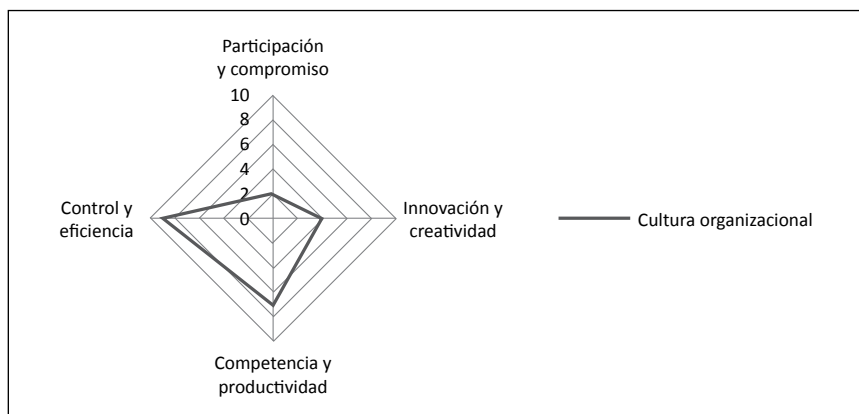 Participación
y compromiso
10
8
6
4
2
0
Control y
eficiencia
Innovación y
creatividad
Cultura organizacional
Competencia y
productividad